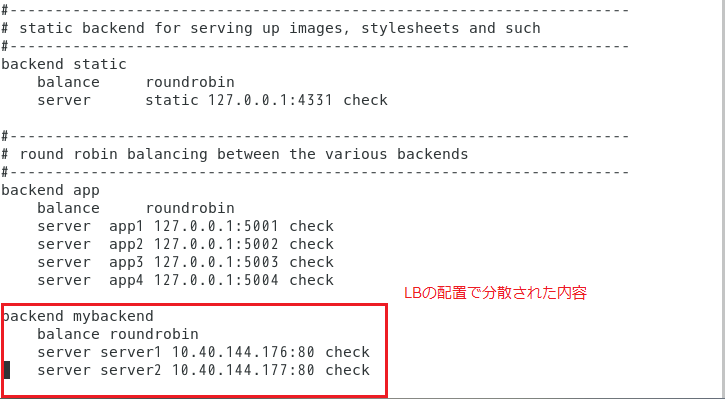 #---------------------------------------------------------------------
# static backend for serving up images, stylesheets and such
#---------------------------------------------------------------------
backend static
    balance     roundrobin
    server      static 127.0.0.1:4331 check

#---------------------------------------------------------------------
# round robin balancing between the various backends
#---------------------------------------------------------------------
backend app
    balance     roundrobin
    server  app1 127.0.0.1:5001 check
    server  app2 127.0.0.1:5002 check
    server  app3 127.0.0.1:5003 check
    server  app4 127.0.0.1:5004 check
LBの配置で分散された内容
backend mybackend
    balance roundrobin
    server server1 10.40.144.176:80 check
    server server2 10.40.144.177:80 check